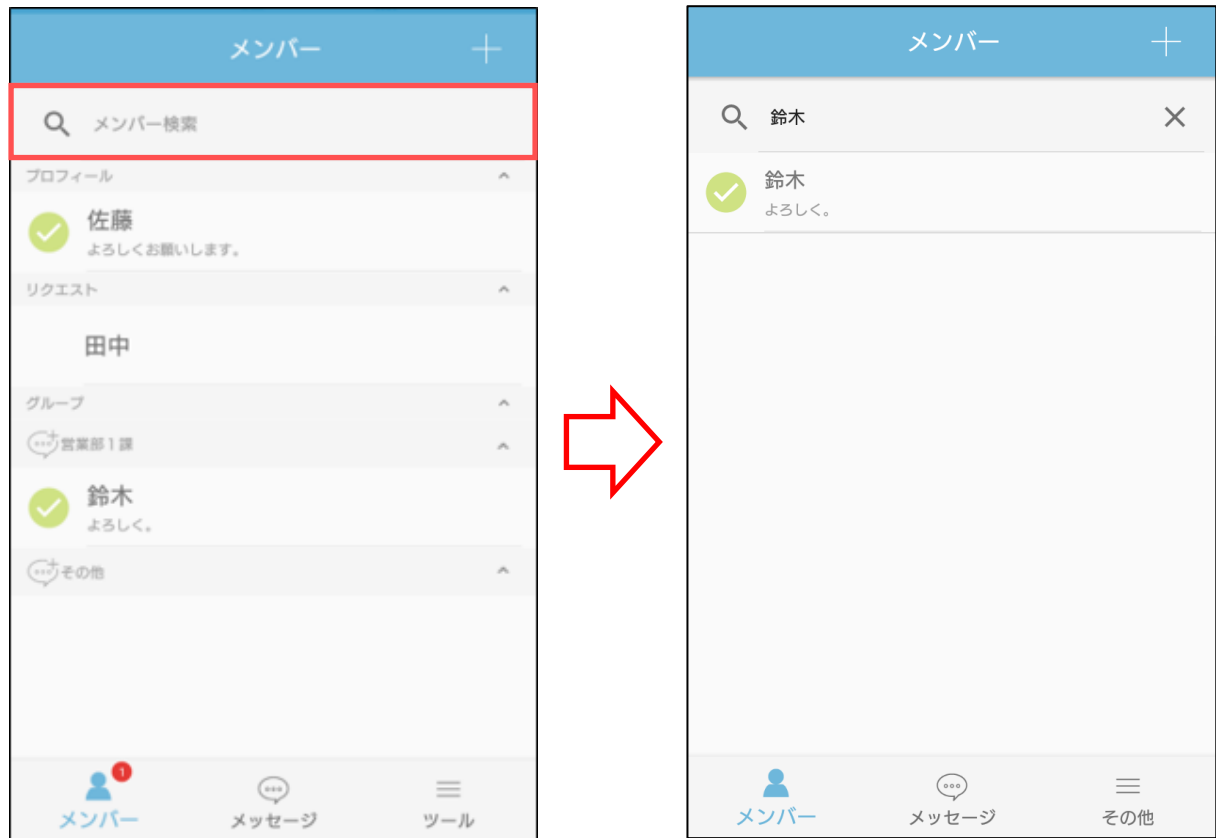 メンバー
メンバー検索
プロフィール
佐藤
よろしくお願いします。
リクエスト
田中
グループ
営業部1課
鈴木
よろしく。
その他
1
メンバー
メッセージ
ツール
メンバー
鈴木
鈴木
よろしく。
メンバー
メッセージ
その他